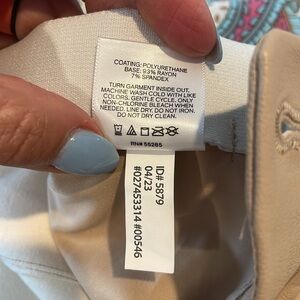 COATING: POLYURETHANE
BASE: 93% RAYON
7% SPANDEX
TURN GARMENT INSIDE OUT.
MACHINE WASH COLD WITH LIKE
COLORS. GENTLE CYCLE. ONLY
NON-CHLORINE BLEACH WHEN
NEEDED. LINE DRY. DO NOT IRON.
DO NOT DRY CLEAN.
RN# 56285
ID# 5879
04/23
#027453314 #00546